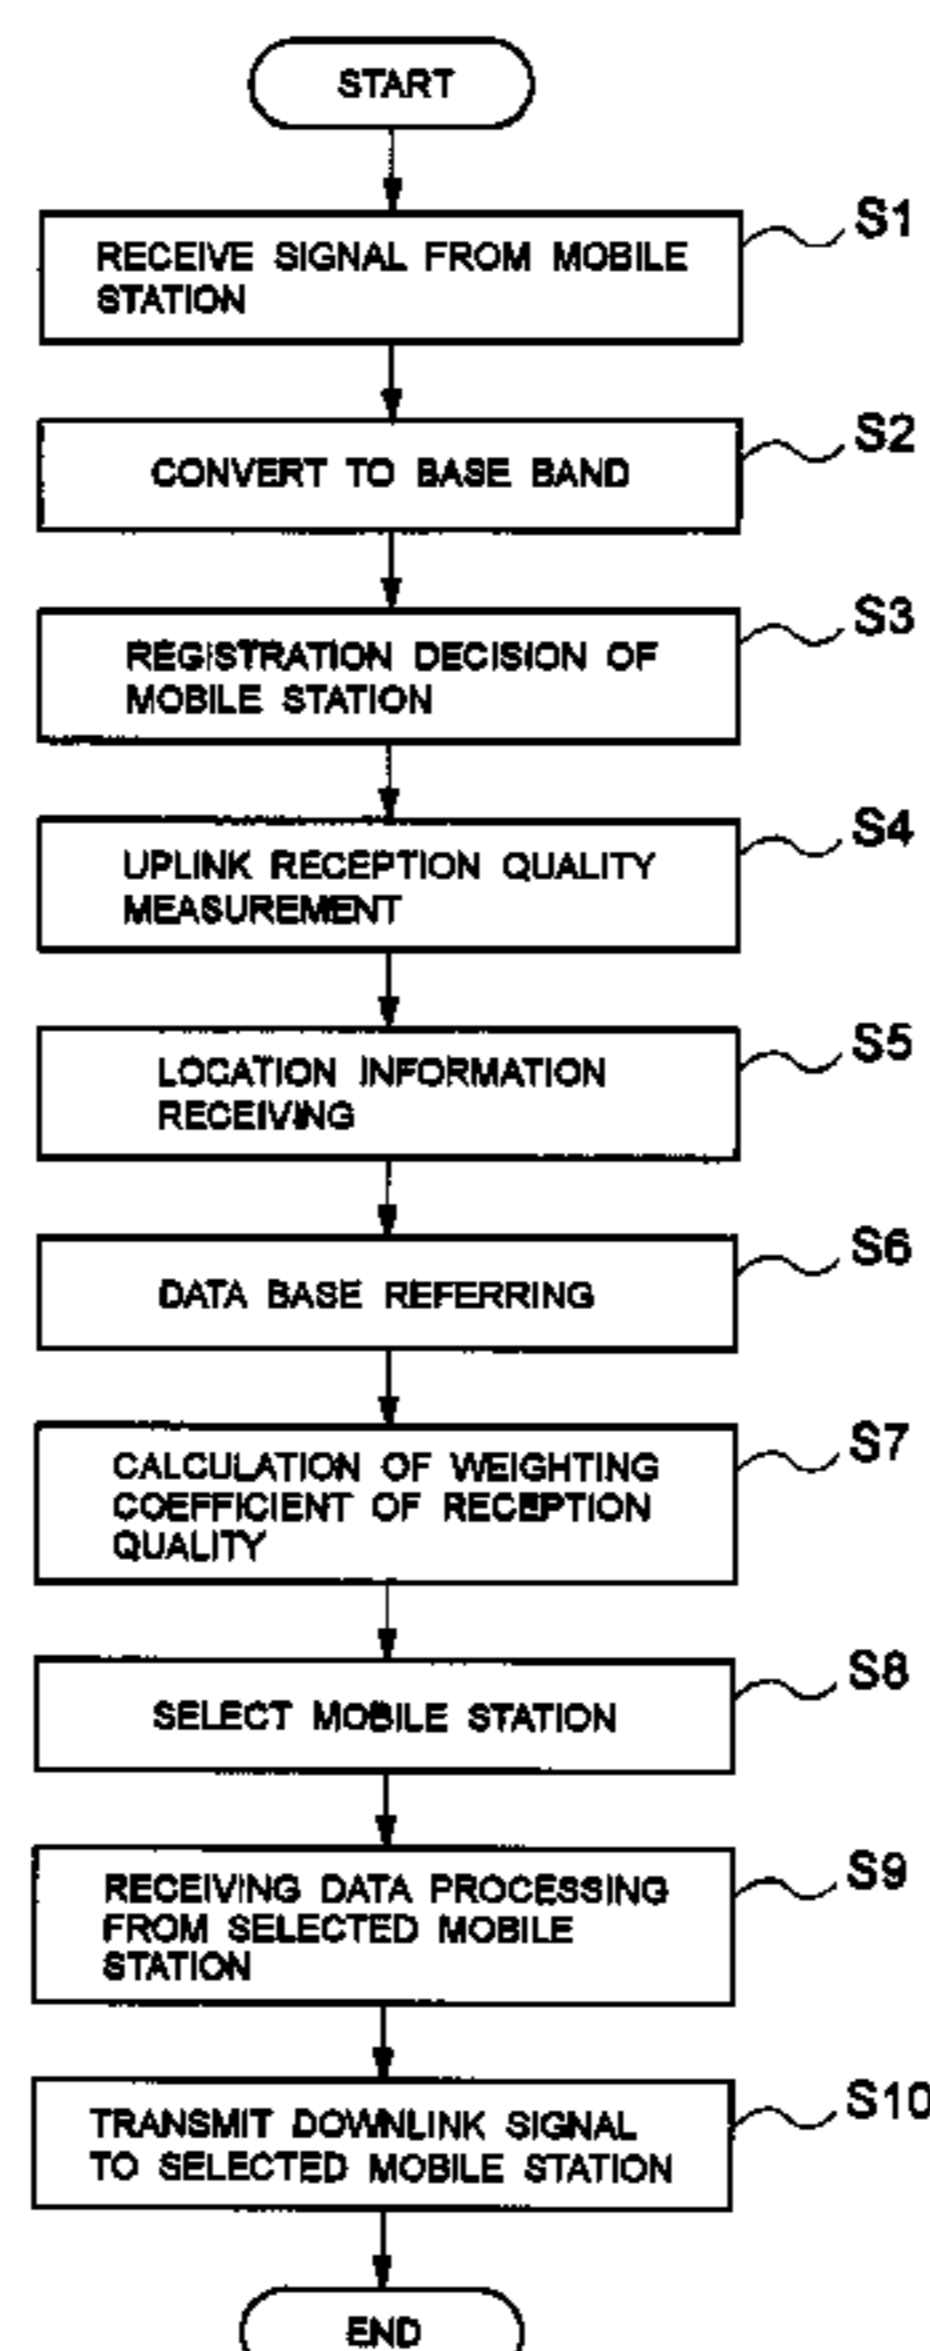 START
S1
RECEIVE SIGNAL FROM MOBILE
STATION
S2
CONVERT TO BASE BAND
S3
REGISTRATION DECISION OF
MOBILE STATION
S4
UPLINK RECEPTION QUALITY
MEASUREMENT
S5
LOCATION INFORMATION
RECEIVING
S6
DATA BASE REFERRING
S7
CALCULATION OF WEIGHTING
COEFFICIENT OF RECEPTION
QUALITY
S8
SELECT MOBILE STATION
S9
RECEIVING DATA PROCESSING
FROM SELECTED MOBILE
STATION
S10
TRANSMIT DOWNLINK SIGNAL
TO SELECTED MOBILE STATION
END